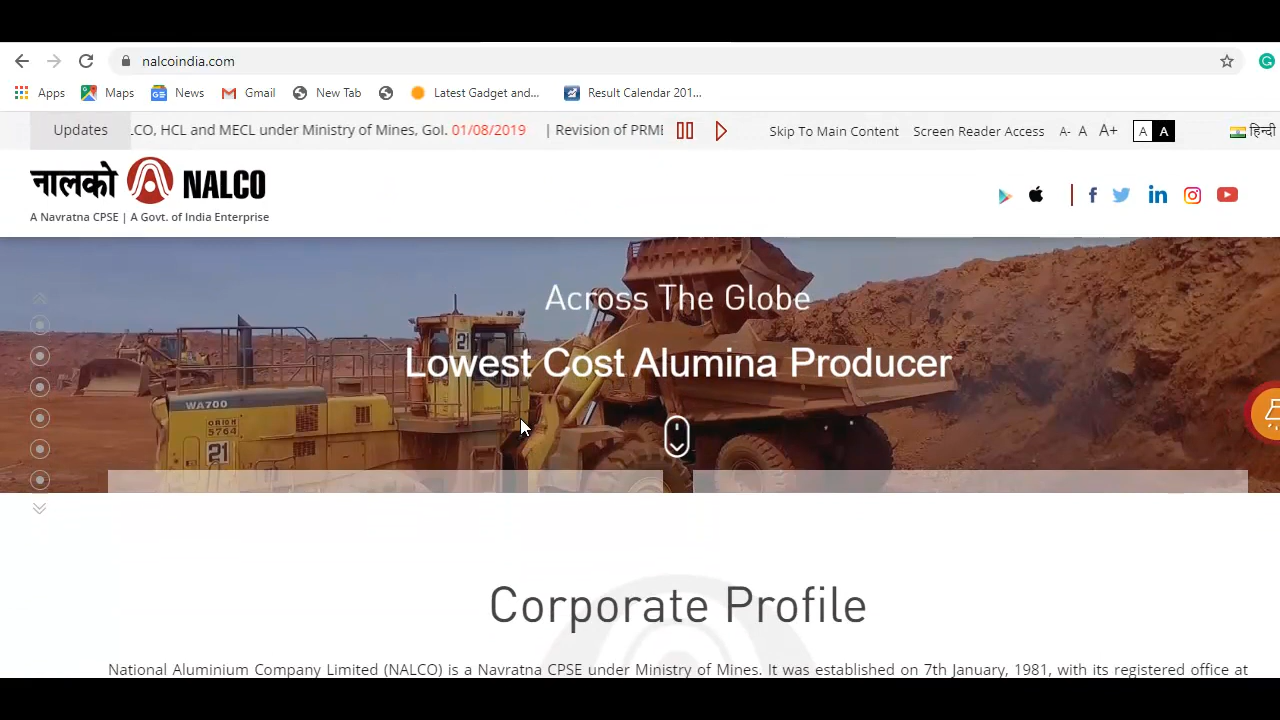 nalcoindia.com
Apps Maps News Gmail New Tab Latest Gadget and... Result Calendar 201...
Updates .CO, HCL and MECL under Ministry of Mines, GoI. 01/08/2019 | Revision of PRME Skip To Main Content Screen Reader Access A- A A+ A A हिन्दी
नालको NALCO
A Navratna CPSE | A Govt. of India Enterprise
Across The Globe
Lowest Cost Alumina Producer
WA700
ORION
5764
21
21
Corporate Profile
National Aluminium Company Limited (NALCO) is a Navratna CPSE under Ministry of Mines. It was established on 7th January, 1981, with its registered office at